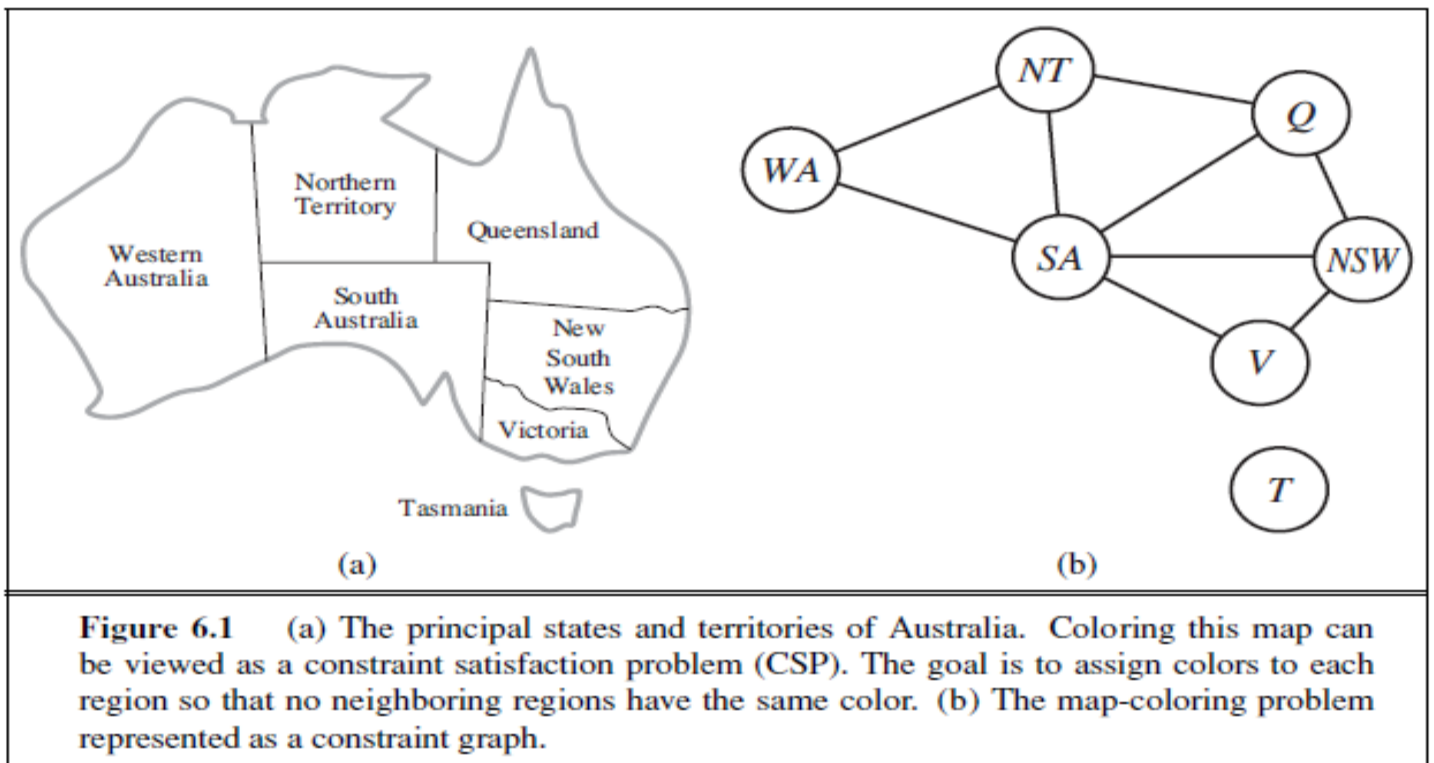 Northern
Territory
Western
Australia
Queensland
South
Australia
New
South
Wales
Victoria
Tasmania
(a)
NT
Q
WA
SA
NSW
V
T
(b)
Figure 6.1 (a) The principal states and territories of Australia. Coloring this map can
be viewed as a constraint satisfaction problem (CSP). The goal is to assign colors to each
region so that no neighboring regions have the same color. (b) The map-coloring problem
represented as a constraint graph.